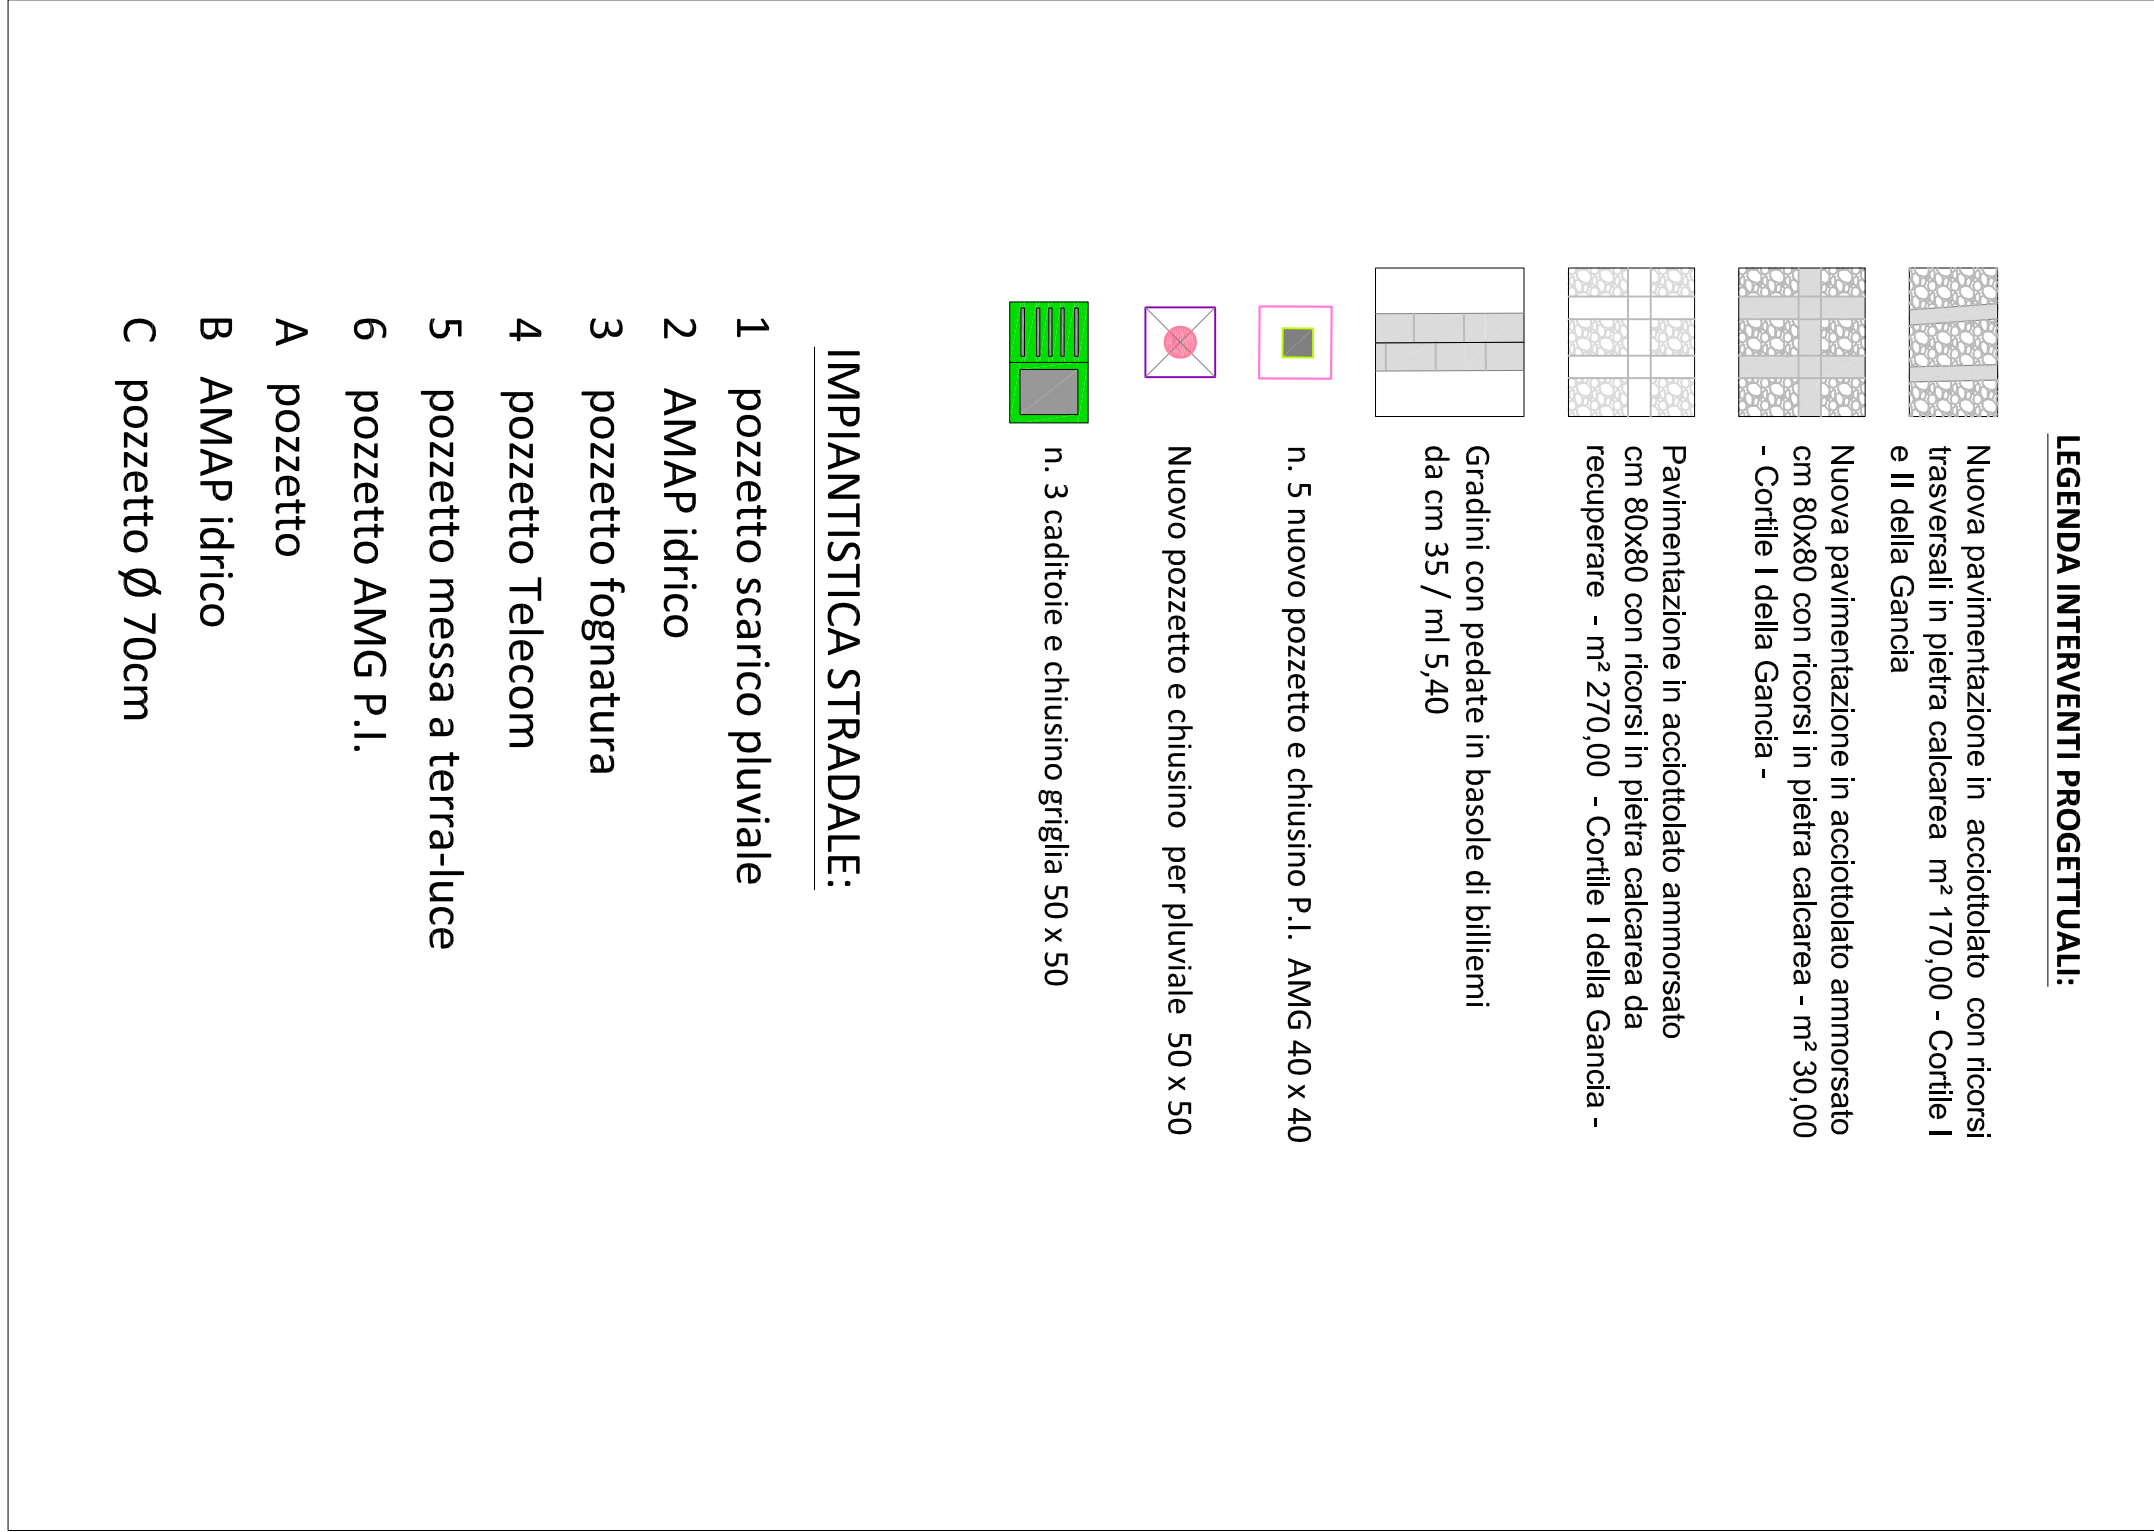 LEGENDA INTERVENTI PROGETTUALI:
Nuova pavimentazione in acciottolato con ricorsi
trasversali in pietra calcarea m² 170,00 - Cortile I
e II della Gancia
Nuova pavimentazione in acciottolato ammorsato
cm 80x80 con ricorsi in pietra calcarea - m² 30,00
- Cortile I della Gancia -
Pavimentazione in acciottolato ammorsato
cm 80x80 con ricorsi in pietra calcarea da
recuperare - m² 270,00 - Cortile I della Gancia -
Gradini con pedate in basole di billiemi
da cm 35 / ml 5,40
n. 5 nuovo pozzetto e chiusino P.I. AMG 40 x 40
Nuovo pozzetto e chiusino per pluviale 50 x 50
n. 3 caditoie e chiusino griglia 50 x 50
IMPIANTISTICA STRADALE:
1 pozzetto scarico pluviale
2 AMAP idrico
3 pozzetto fognatura
4 pozzetto Telecom
5 pozzetto messa a terra-luce
6 pozzetto AMG P.I.
A pozzetto
B AMAP idrico
C pozzetto Ø 70cm